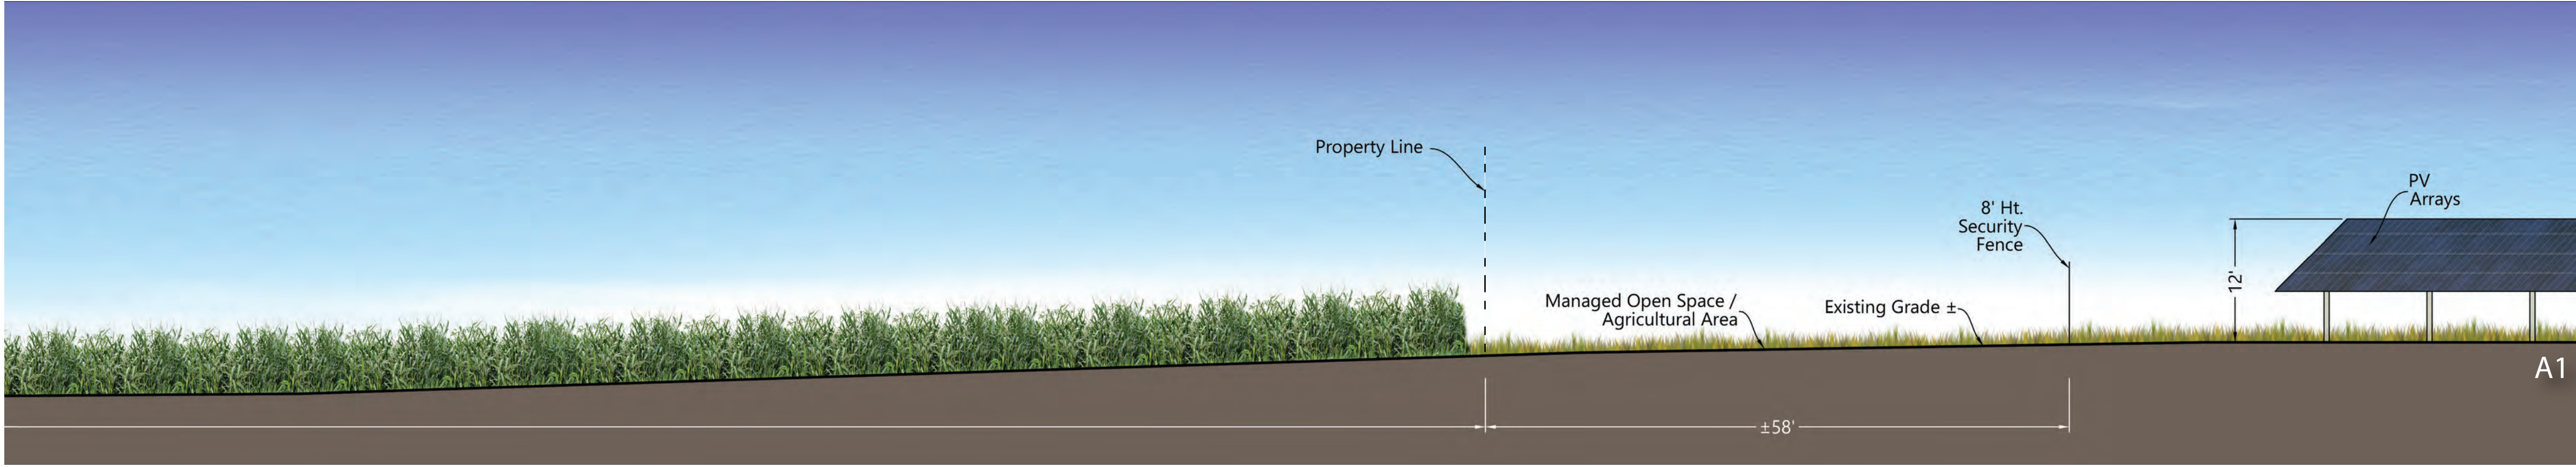 Property Line
PV
Arrays
8' Ht.
Security
Fence
12'
Managed Open Space /
Agricultural Area
Existing Grade ±
A1
±58'